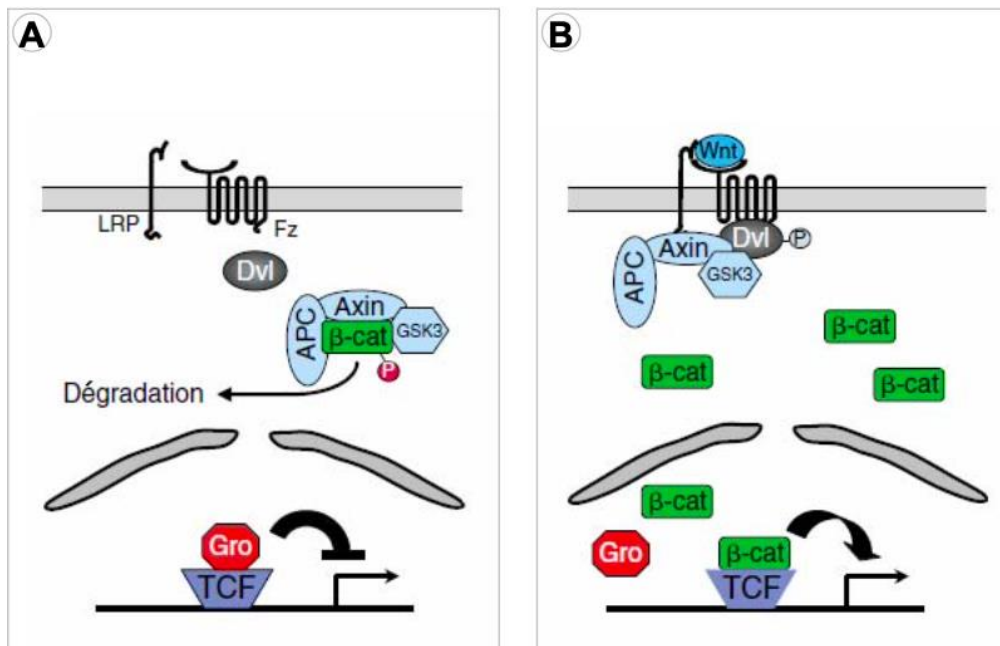 A
LRP
Fz
Dvl
Axin
APC
β-cat
GSK3
P
Dégradation
Gro
TCF
B
Wnt
Axin
Dvl
P
APC
GSK3
β-cat
β-cat
β-cat
β-cat
Gro
β-cat
TCF